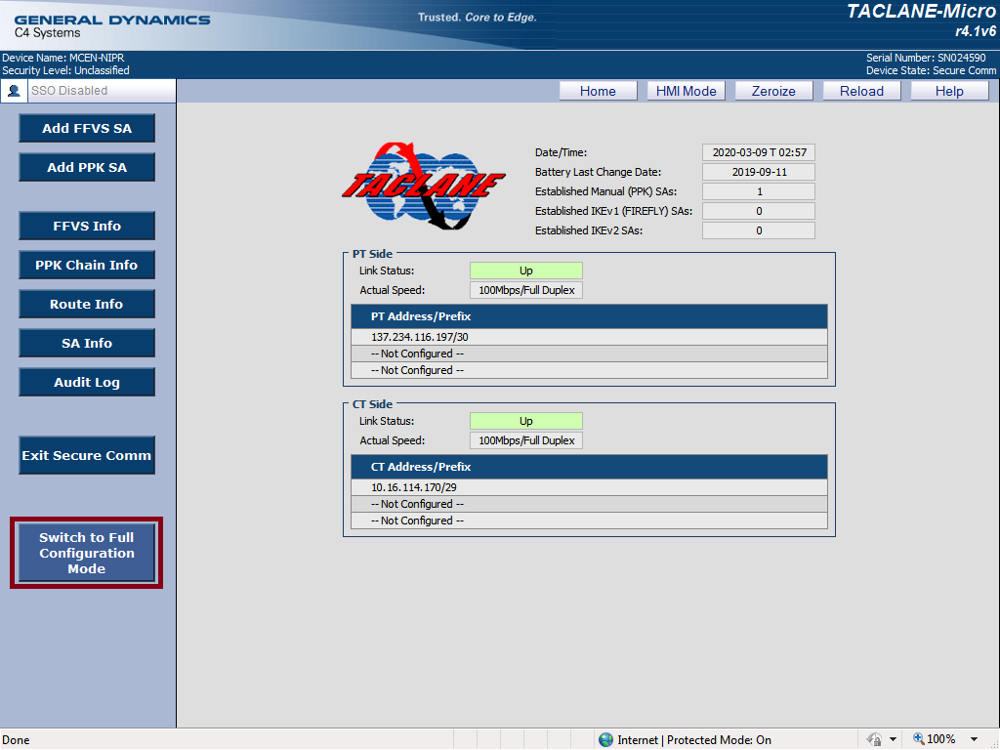 GENERAL DYNAMICS
C4 Systems
Trusted. Core to Edge.
TACLANE-Micro
r4.1v6
Device Name: MCEN-NIPR
Security Level: Unclassified
Serial Number: SN024590
Device State: Secure Comm
SSO Disabled
Home HMI Mode Zeroize Reload Help
Add FFVS SA
Add PPK SA
FFVS Info
PPK Chain Info
Route Info
SA Info
Audit Log
Exit Secure Comm
Switch to Full
Configuration
Mode
TACLANE
Date/Time: 2020-03-09 T 02:57
Battery Last Change Date: 2019-09-11
Established Manual (PPK) SAs: 1
Established IKEv1 (FIREFLY) SAs: 0
Established IKEv2 SAs: 0
PT Side
Link Status: Up
Actual Speed: 100Mbps/Full Duplex
PT Address/Prefix
137.234.116.197/30
-- Not Configured --
-- Not Configured --
CT Side
Link Status: Up
Actual Speed: 100Mbps/Full Duplex
CT Address/Prefix
10.16.114.170/29
-- Not Configured --
-- Not Configured --
Done
Internet | Protected Mode: On
100%